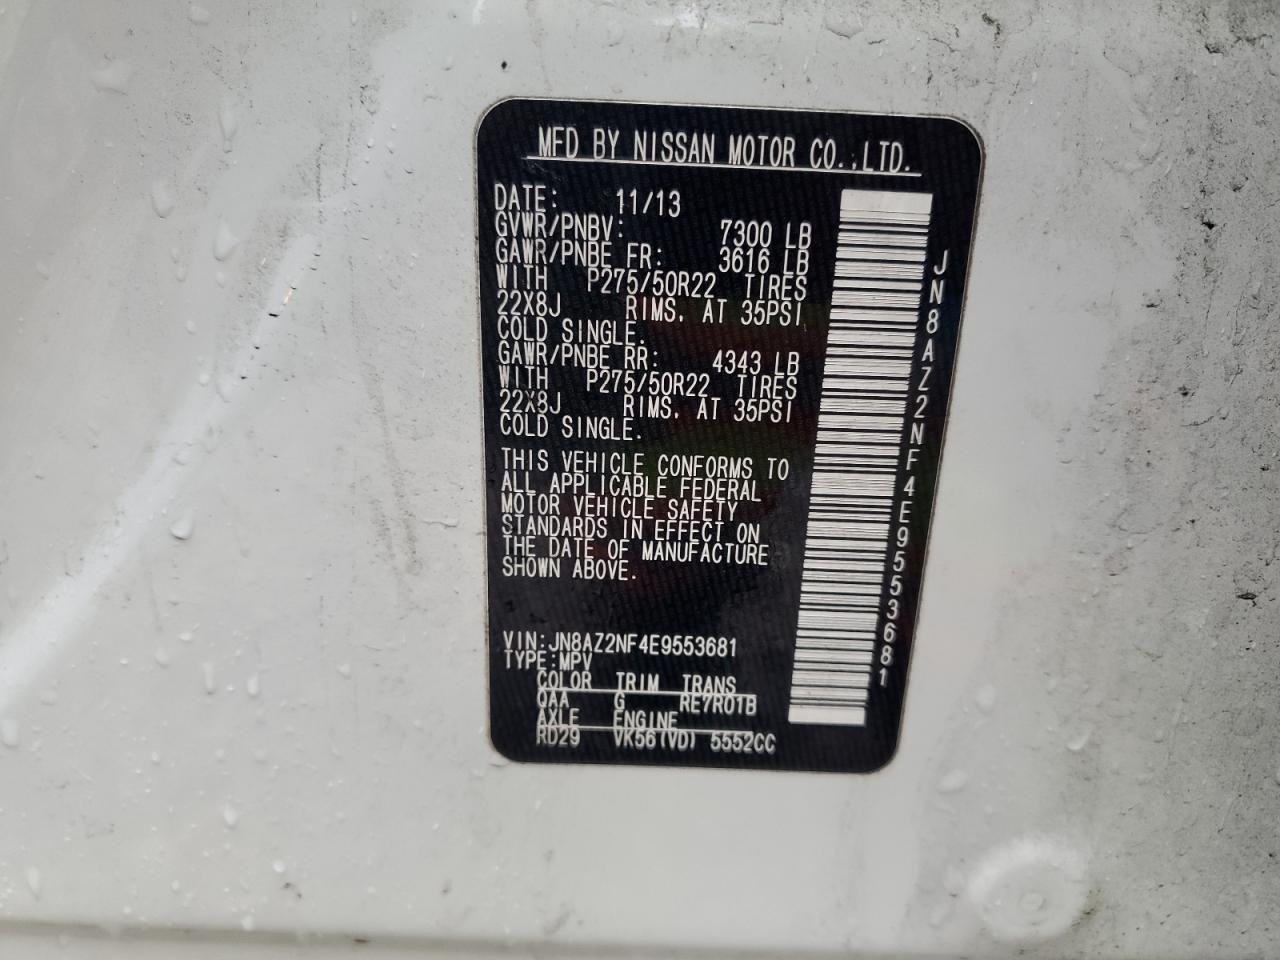 MFD BY NISSAN MOTOR CO.,LTD.
DATE: 11/13
GVWR/PNBV: 7300 LB
GAWR/PNBE FR: 3616 LB
WITH P275/50R22 TIRES
22X8J RIMS. AT 35PSI
COLD SINGLE.
GAWR/PNBE RR: 4343 LB
WITH P275/50R22 TIRES
22X8J RIMS. AT 35PSI
COLD SINGLE.
THIS VEHICLE CONFORMS TO
ALL APPLICABLE FEDERAL
MOTOR VEHICLE SAFETY
STANDARDS IN EFFECT ON
THE DATE OF MANUFACTURE
SHOWN ABOVE.
VIN:JN8AZ2NF4E9553681
TYPE:MPV
COLOR TRIM TRANS
QAA G RE7R01B
AXLE ENGINE
RD29 VK56(VD) 5552CC
JN8AZ2NF4E9553681